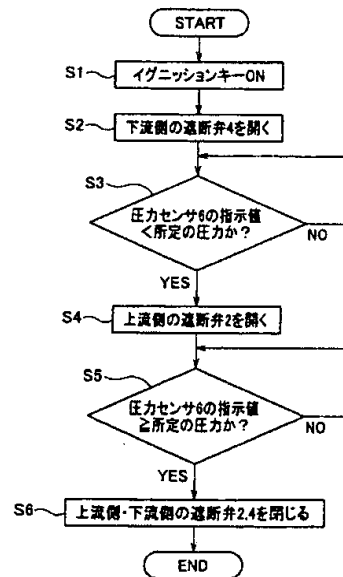 START
S1
イグニッションキーON
S2
下流側の遮断弁4を開く
S3
圧力センサ6の指示値
<所定の圧力か?
NO
YES
S4
上流側の遮断弁2を開く
S5
圧力センサ6の指示値
≧所定の圧力か?
NO
YES
S6
上流側・下流側の遮断弁2,4を閉じる
END